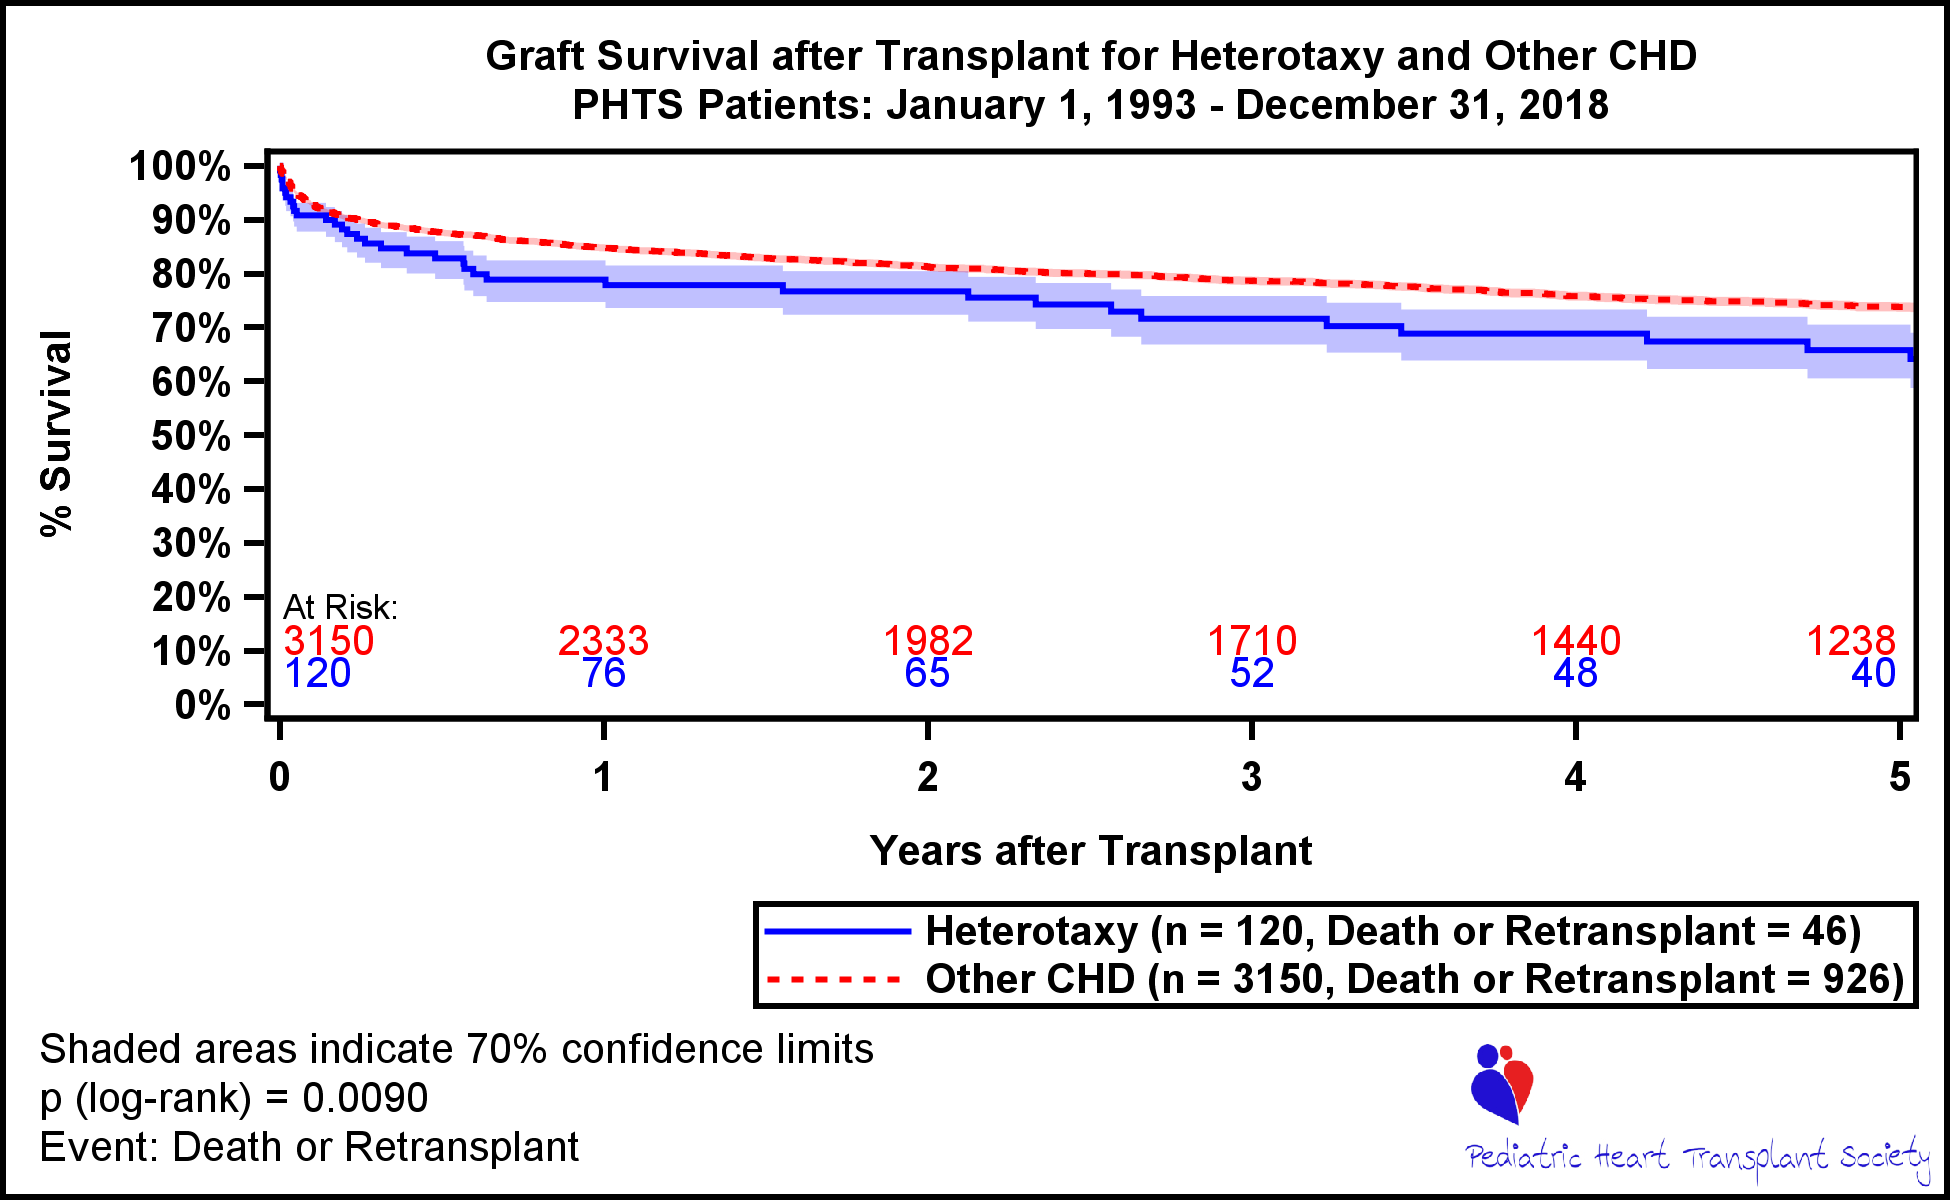 Graft Survival after Transplant for Heterotaxy and Other CHD
PHTS Patients: January 1, 1993 - December 31, 2018
% Survival
100%
90%
80%
70%
60%
50%
40%
30%
20%
10%
0%
At Risk:
3150 2333 1982 1710 1440 1238
120 76 65 52 48 40
0 1 2 3 4 5
Years after Transplant
Heterotaxy (n = 120, Death or Retransplant = 46)
Other CHD (n = 3150, Death or Retransplant = 926)
Shaded areas indicate 70% confidence limits
p (log-rank) = 0.0090
Event: Death or Retransplant
Pediatric Heart Transplant Society